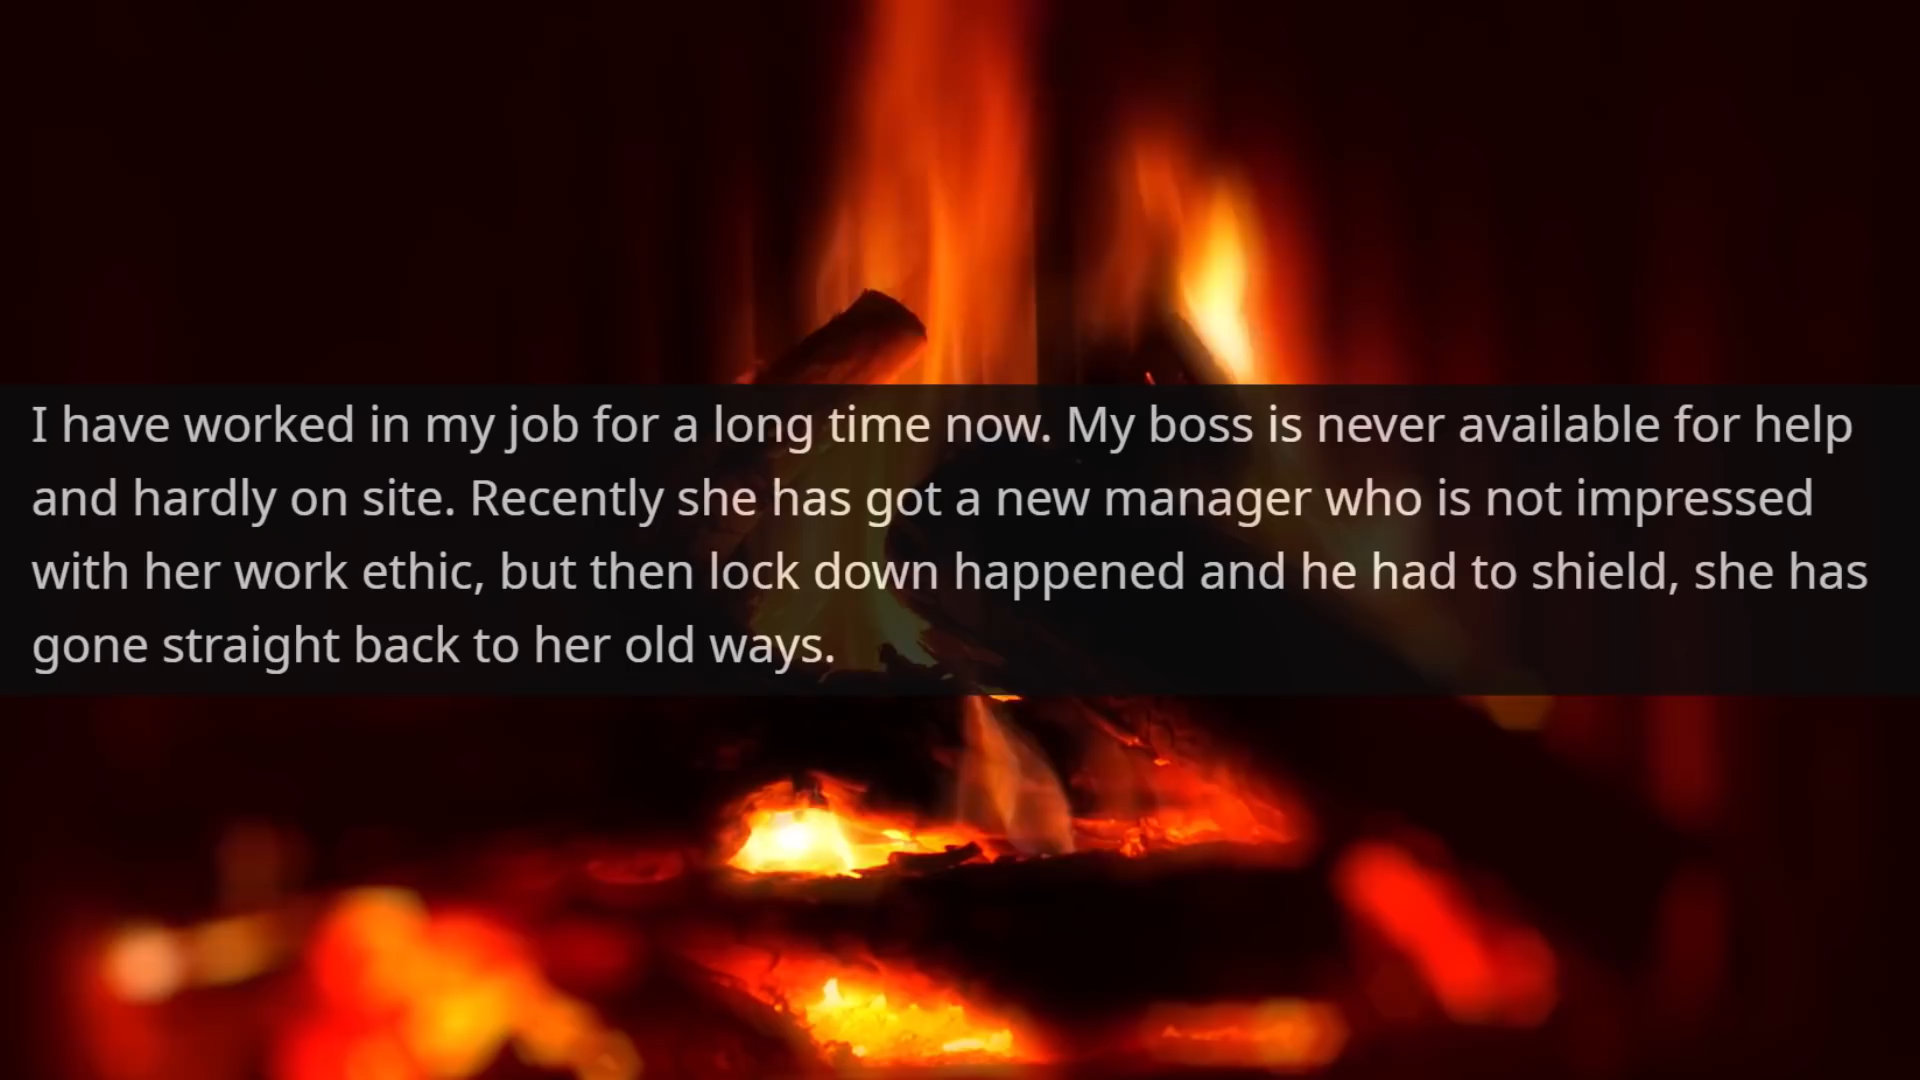 I have worked in my job for a long time now. My boss is never available for help
and hardly on site. Recently she has got a new manager who is not impressed
with her work ethic, but then lock down happened and he had to shield, she has
gone straight back to her old ways.